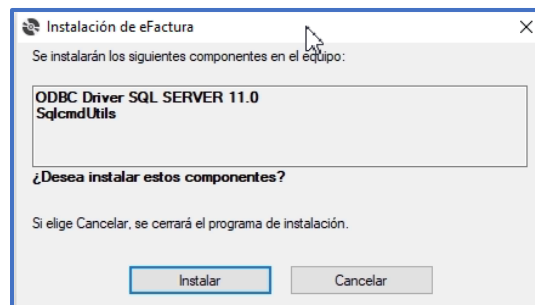 Instalación de eFactura
Se instalarán los siguientes componentes en el equipo:
ODBC Driver SQL SERVER 11.0
SqlcmdUtils
¿Desea instalar estos componentes?
Si elige Cancelar, se cerrará el programa de instalación.
Instalar
Cancelar